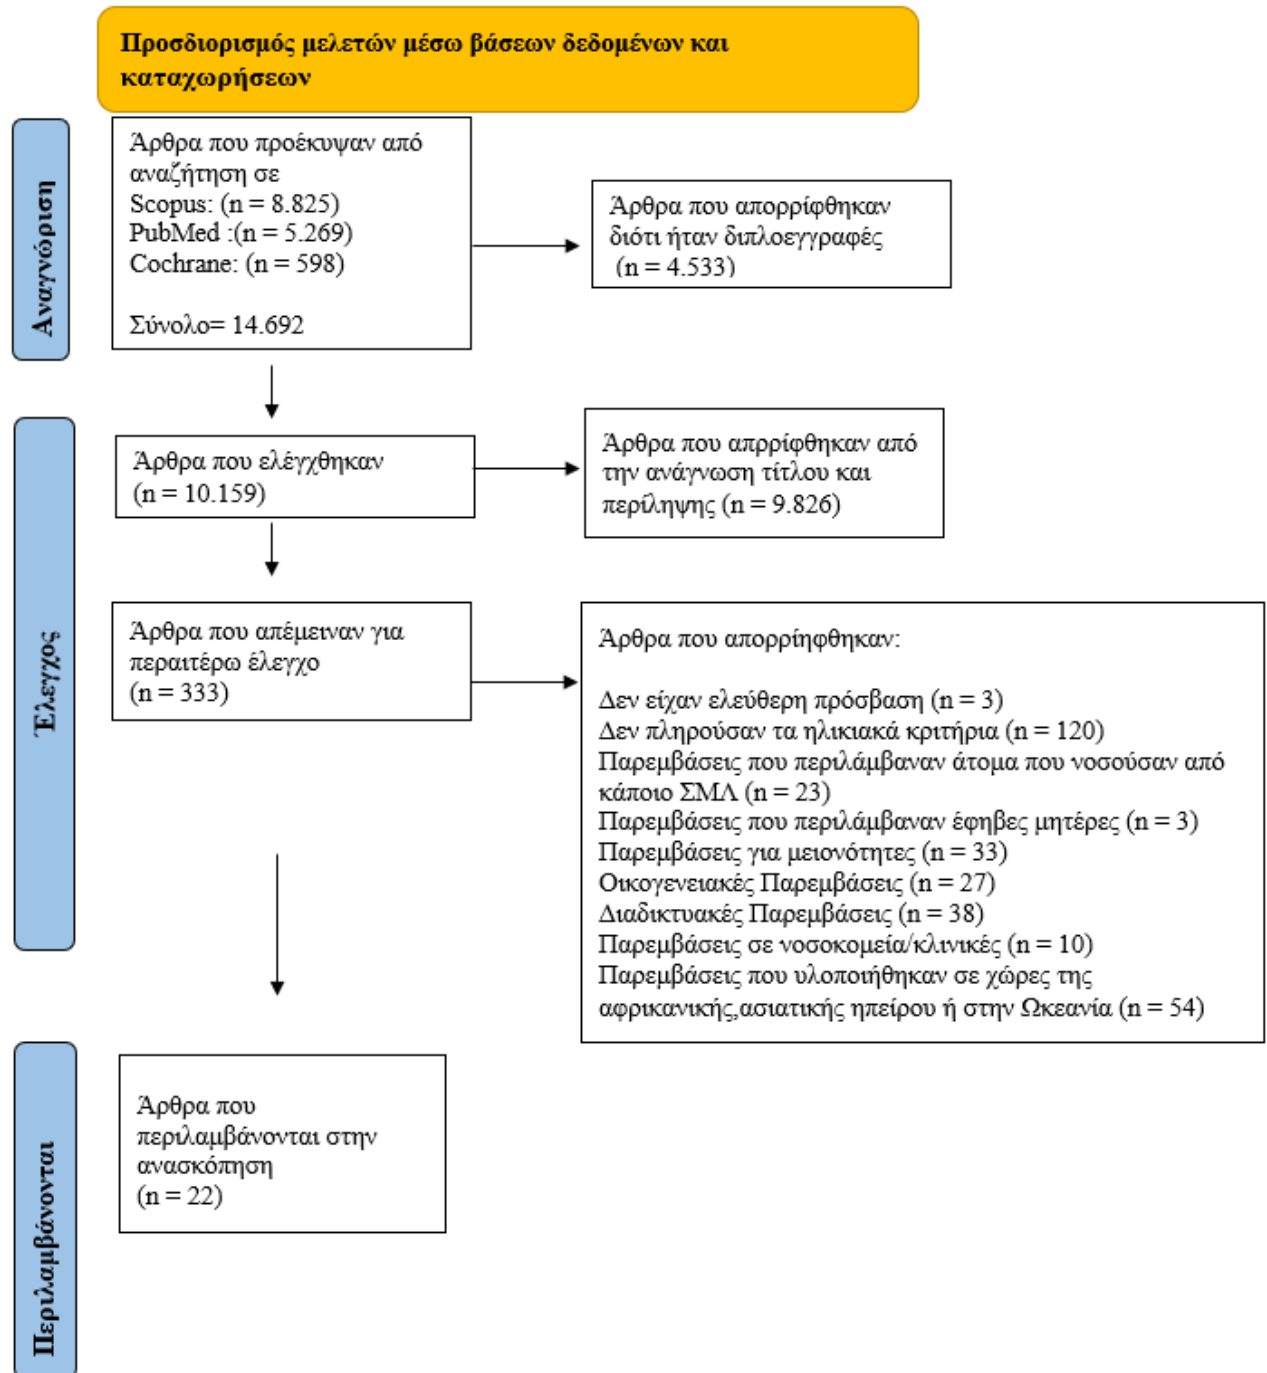 Προσδιορισμός μελετών μέσω βάσεων δεδομένων και
καταχωρήσεων
Αναγνώριση
Άρθρα που προέκυψαν από
αναζήτηση σε
Scopus: (n = 8.825)
PubMed :(n = 5.269)
Cochrane: (n = 598)
Σύνολο= 14.692
Άρθρα που απορρίφθηκαν
διότι ήταν διπλοεγγραφές
(n = 4.533)
Έλεγχος
Άρθρα που ελέγχθηκαν
(n = 10.159)
Άρθρα που απρρίφθηκαν από
την ανάγνωση τίτλου και
περίληψης (n = 9.826)
Άρθρα που απέμειναν για
περαιτέρω έλεγχο
(n = 333)
Άρθρα που απορρίηφθηκαν:
Δεν είχαν ελεύθερη πρόσβαση (n = 3)
Δεν πληρούσαν τα ηλικιακά κριτήρια (n = 120)
Παρεμβάσεις που περιλάμβαναν άτομα που νοσούσαν από
κάποιο ΣΜΛ (n = 23)
Παρεμβάσεις που περιλάμβαναν έφηβες μητέρες (n = 3)
Παρεμβάσεις για μειονότητες (n = 33)
Οικογενειακές Παρεμβάσεις (n = 27)
Διαδικτυακές Παρεμβάσεις (n = 38)
Παρεμβάσεις σε νοσοκομεία/κλινικές (n = 10)
Παρεμβάσεις που υλοποιήθηκαν σε χώρες της
αφρικανικής,ασιατικής ηπείρου ή στην Ωκεανία (n = 54)
Περιλαμβάνονται
Άρθρα που
περιλαμβάνονται στην
ανασκόπηση
(n = 22)